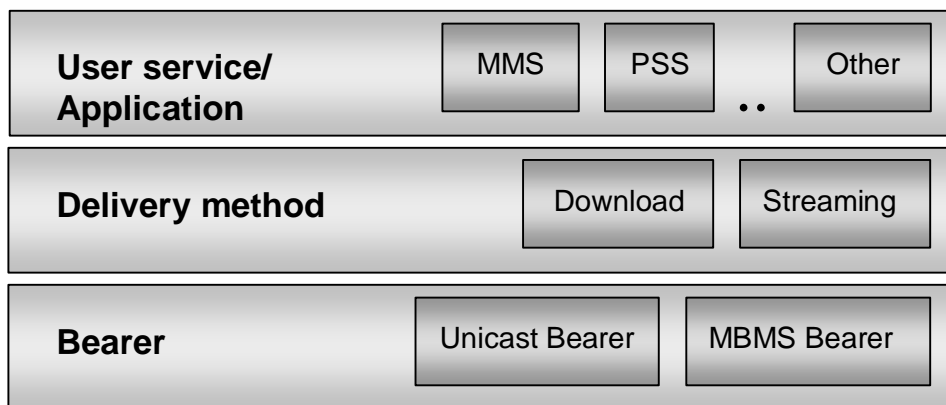 User service/
Application
MMS
PSS
..
Other
Delivery method
Download
Streaming
Bearer
Unicast Bearer
MBMS Bearer